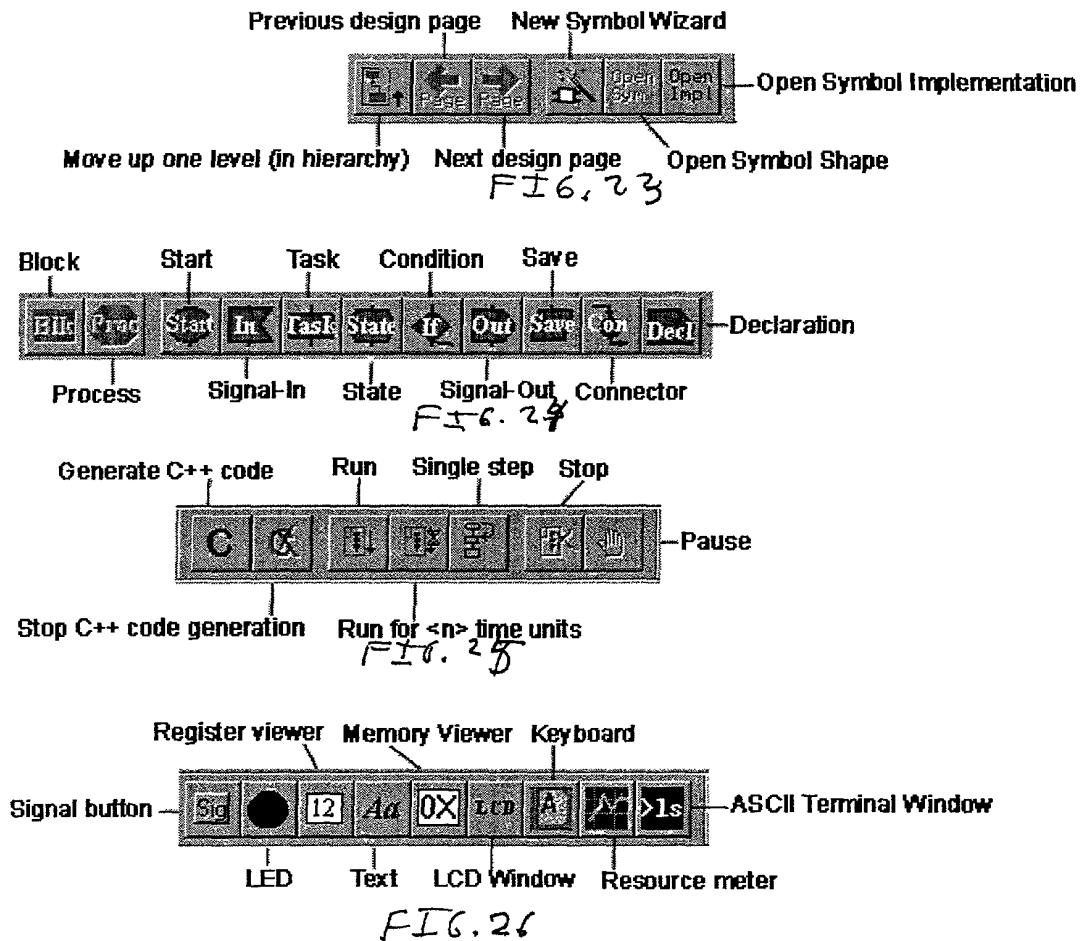 Previous design page New Symbol Wizard
Page Page Open Sym Open Impl
Open Symbol Implementation
Move up one level (in hierarchy) Next design page Open Symbol Shape
FIG. 23
Block Start Task Condition Save
Blk Proc Start In Task State If Out Save Con Decl
Declaration
Process Signal-In State Signal-Out Connector
FIG. 24
Generate C++ code Run Single step Stop
C C
Pause
Stop C++ code generation Run for <n> time units
FIG. 25
Register viewer Memory Viewer Keyboard
Signal button Sig 12 Aa 0X LCD A >ls ASCII Terminal Window
LED Text LCD Window Resource meter
FIG. 26